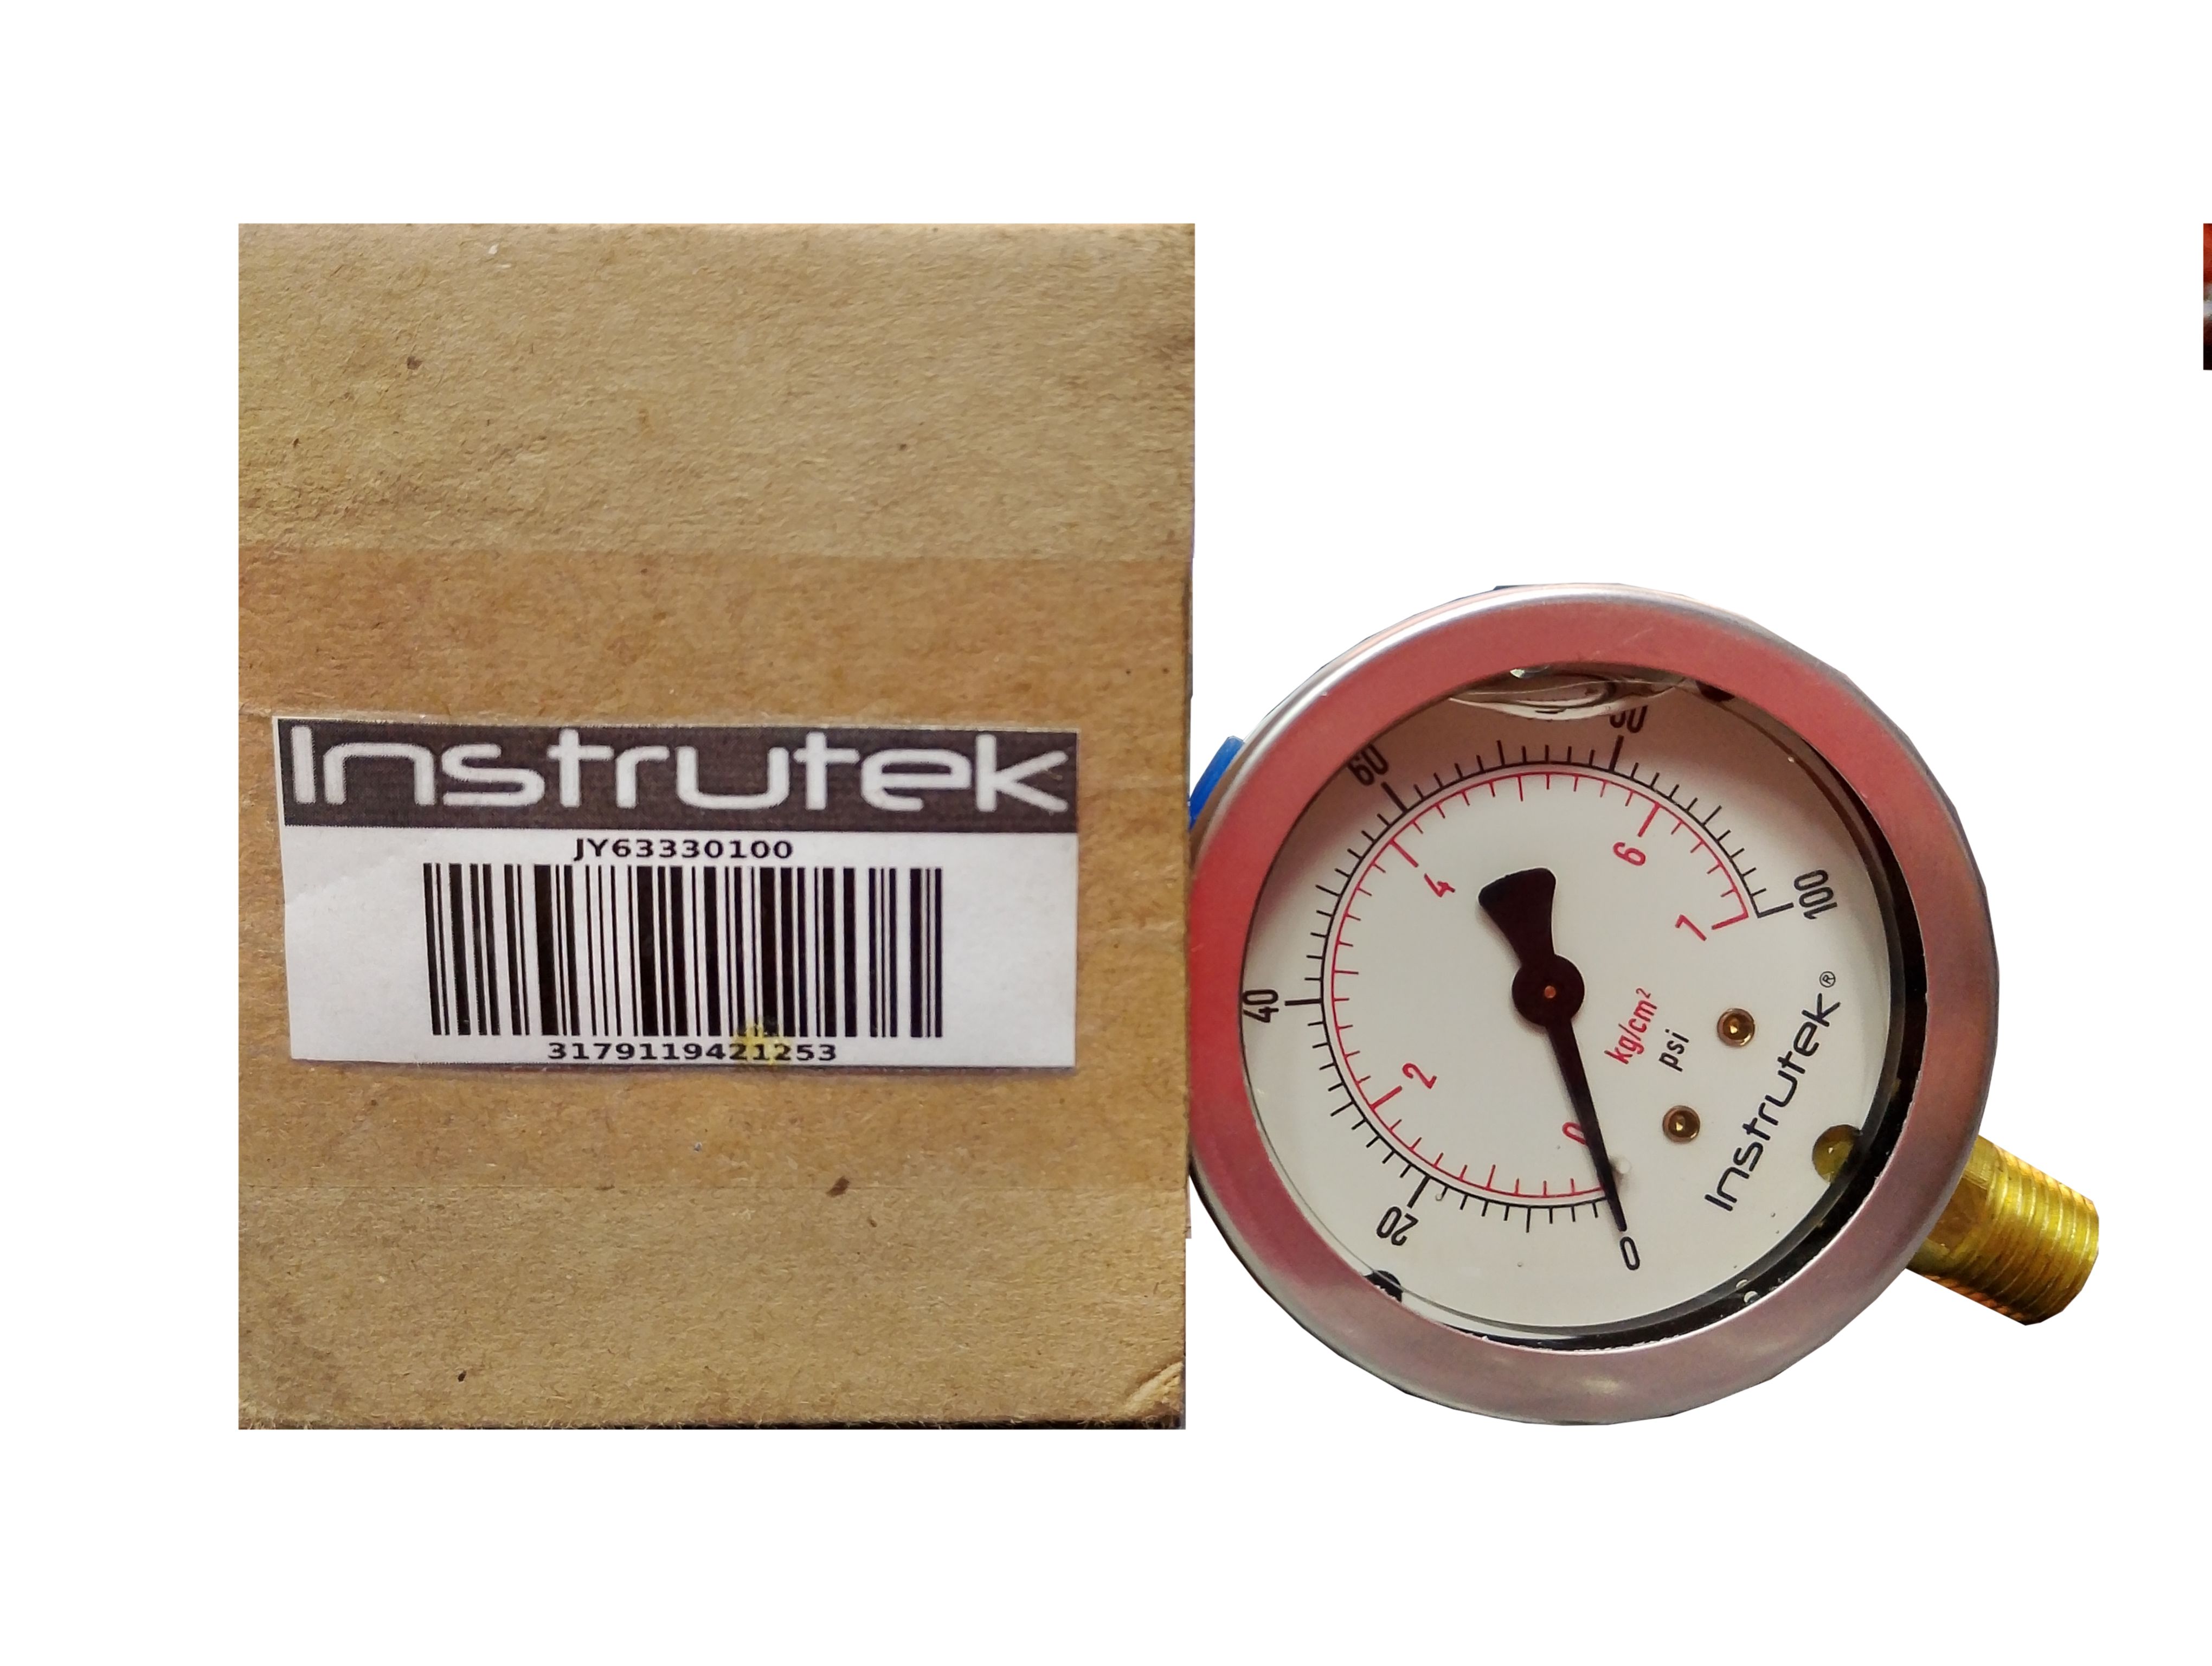 Instrutek
JY63330100
3179119421253
0
20
40
60
80
100
0
2
4
6
7
kg/cm²
psi
Instrutek®